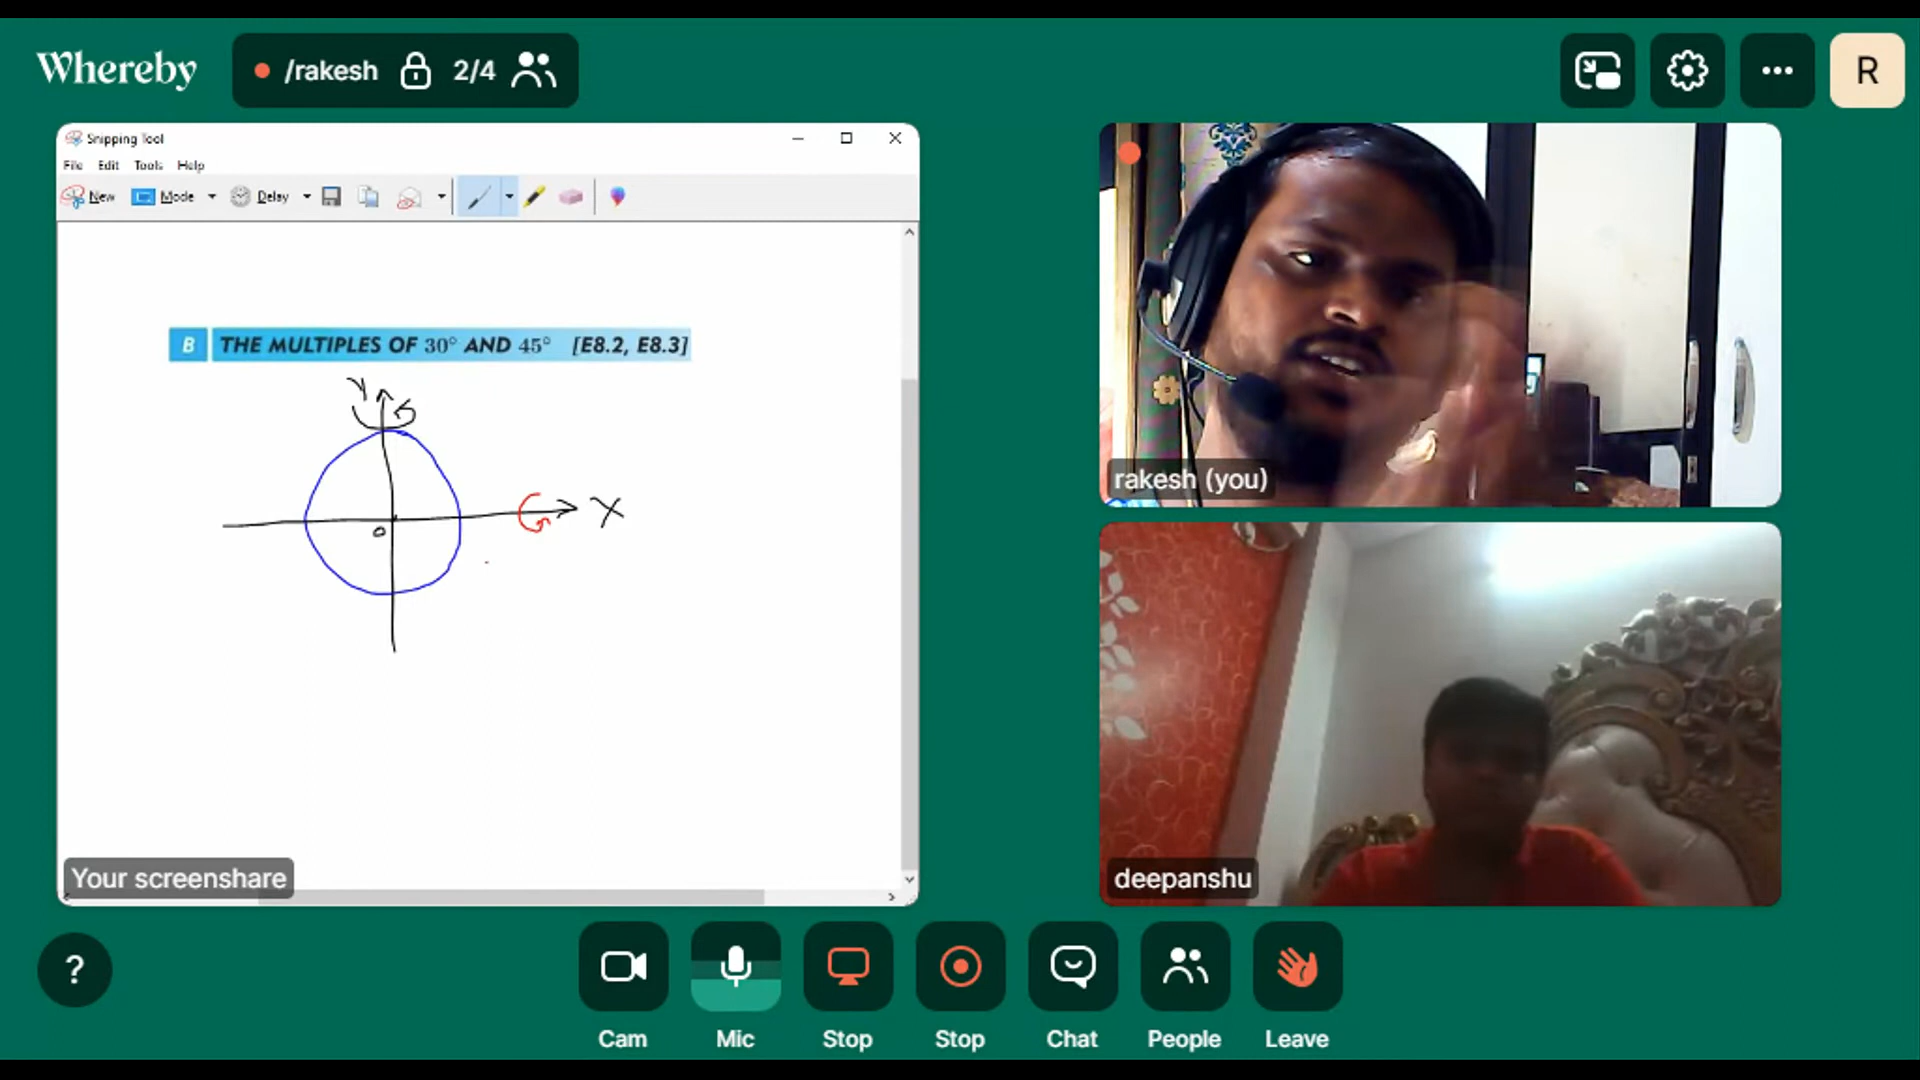 Whereby
/rakesh 2/4
R
Snipping Tool
File Edit Tools Help
New Mode Delay
B THE MULTIPLES OF 30° AND 45° [E8.2, E8.3]
Y
X
O
Your screenshare
rakesh (you)
deepanshu
?
Cam Mic Stop Stop Chat People Leave